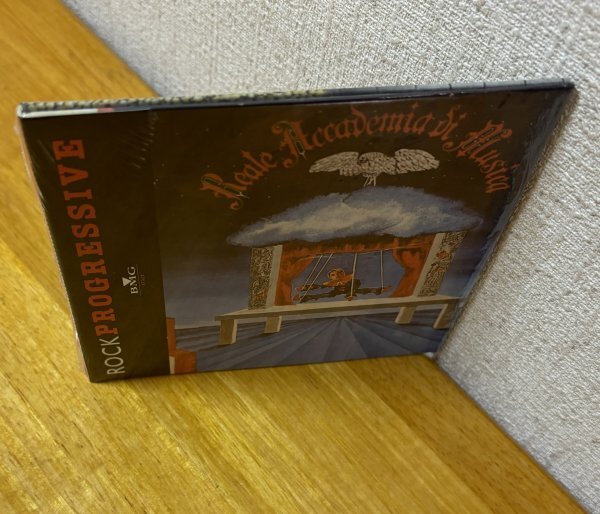 ROCKPROGRESSIVE
BMG
Reale Accademia di Musica